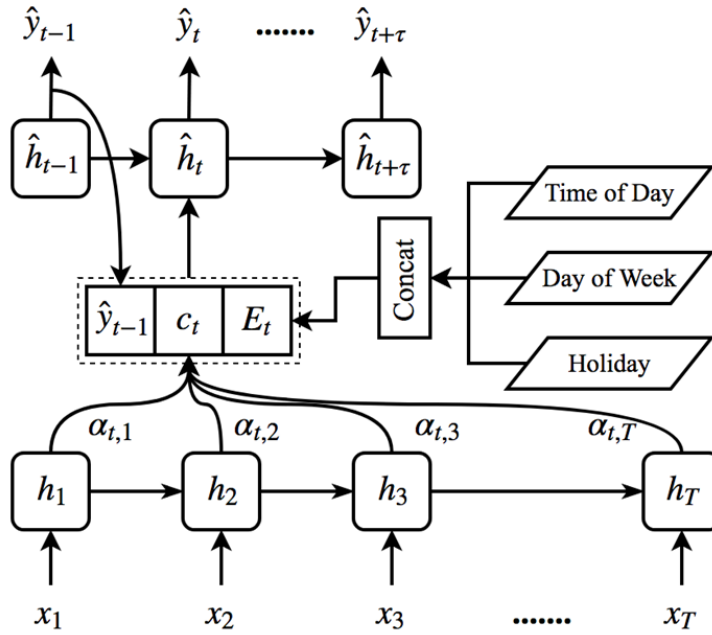 ŷ_{t-1} ŷ_t ........ ŷ_{t+τ}
ĥ_{t-1} ĥ_t ĥ_{t+τ}
Time of Day
Concat
Day of Week
ŷ_{t-1} c_t E_t
Holiday
α_{t,1} α_{t,2} α_{t,3} α_{t,T}
h_1 h_2 h_3 h_T
x_1 x_2 x_3 ........ x_T